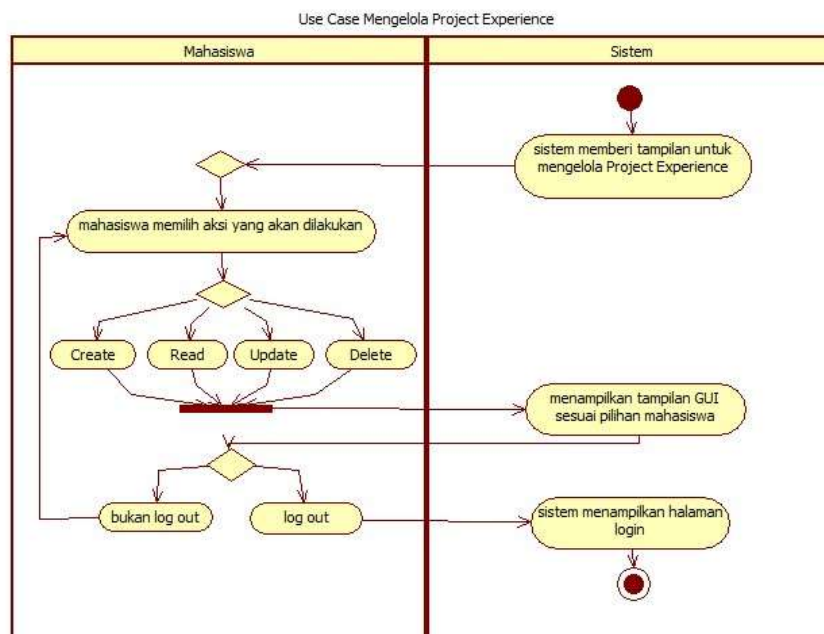 Use Case Mengelola Project Experience
Mahasiswa
Sistem
sistem memberi tampilan untuk
mengelola Project Experience
mahasiswa memilih aksi yang akan dilakukan
Create
Read
Update
Delete
menampilkan tampilan GUI
sesuai pilihan mahasiswa
bukan log out
log out
sistem menampilkan halaman
login